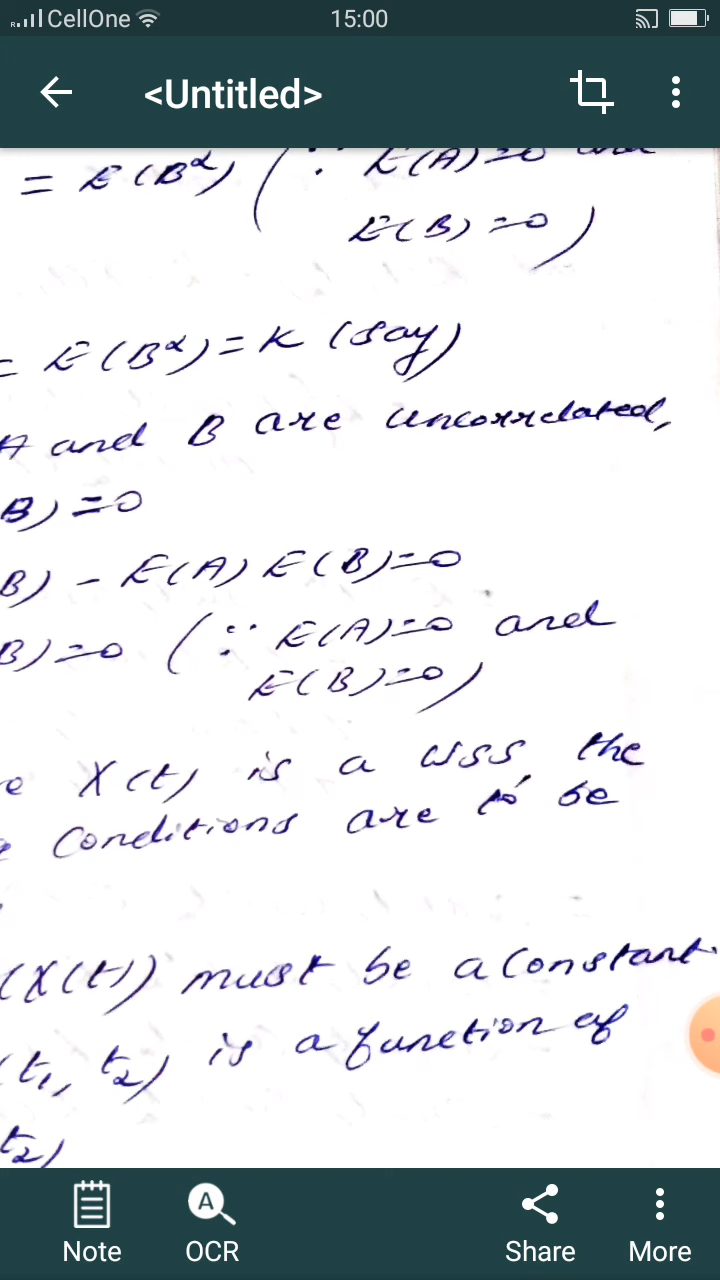 CellOne
15:00
<Untitled>
= E(B²) (∵ E(A)=0 and
E(B)=0)
= E(B²)=K (say)
A and B are uncorrelated,
B)=0
B) - E(A) E(B)=0
B)=0 (∵ E(A)=0 and
E(B)=0)
e X(t) is a WSS, the
e conditions are to be
(X(t)) must be a constant.
(t₁, t₂) is a function of
t₂)
Note OCR Share More